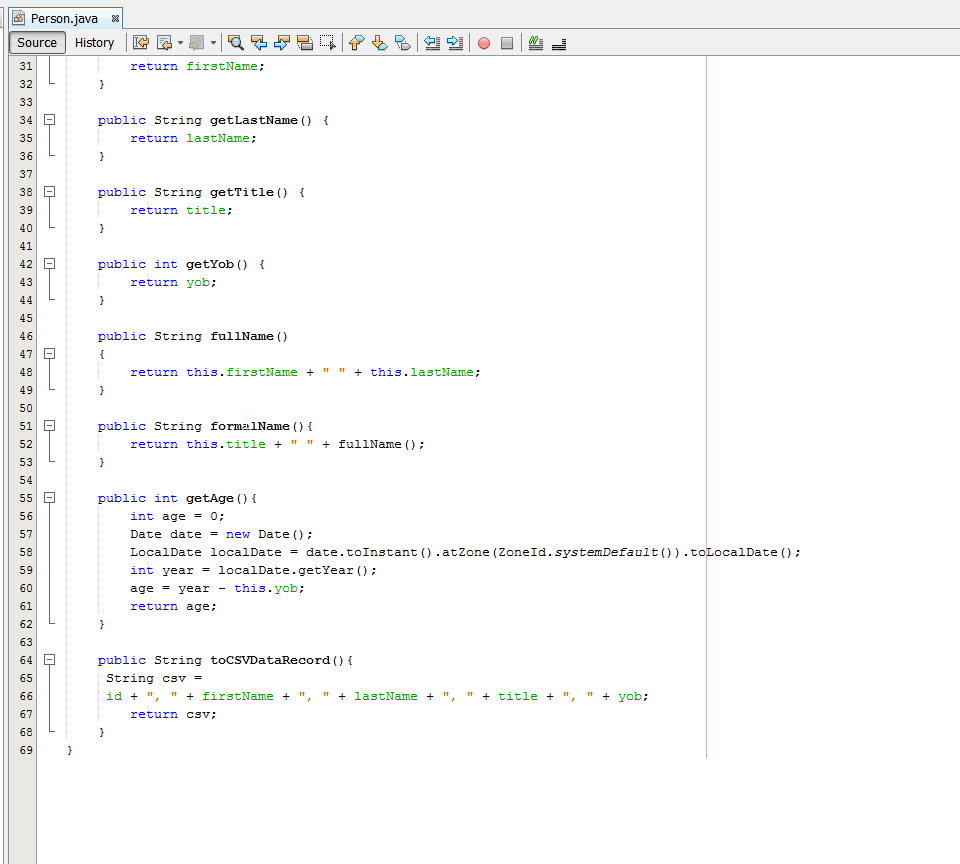 Person.java
Source History
31 return firstName;
32 }
33
34 public String getLastName() {
35 return lastName;
36 }
37
38 public String getTitle() {
39 return title;
40 }
41
42 public int getYob() {
43 return yob;
44 }
45
46 public String fullName()
47 {
48 return this.firstName + " " + this.lastName;
49 }
50
51 public String formalName(){
52 return this.title + " " + fullName();
53 }
54
55 public int getAge(){
56 int age = 0;
57 Date date = new Date();
58 LocalDate localDate = date.toInstant().atZone(ZoneId.systemDefault()).toLocalDate();
59 int year = localDate.getYear();
60 age = year - this.yob;
61 return age;
62 }
63
64 public String toCSVDataRecord(){
65 String csv =
66 id + ", " + firstName + ", " + lastName + ", " + title + ", " + yob;
67 return csv;
68 }
69 }